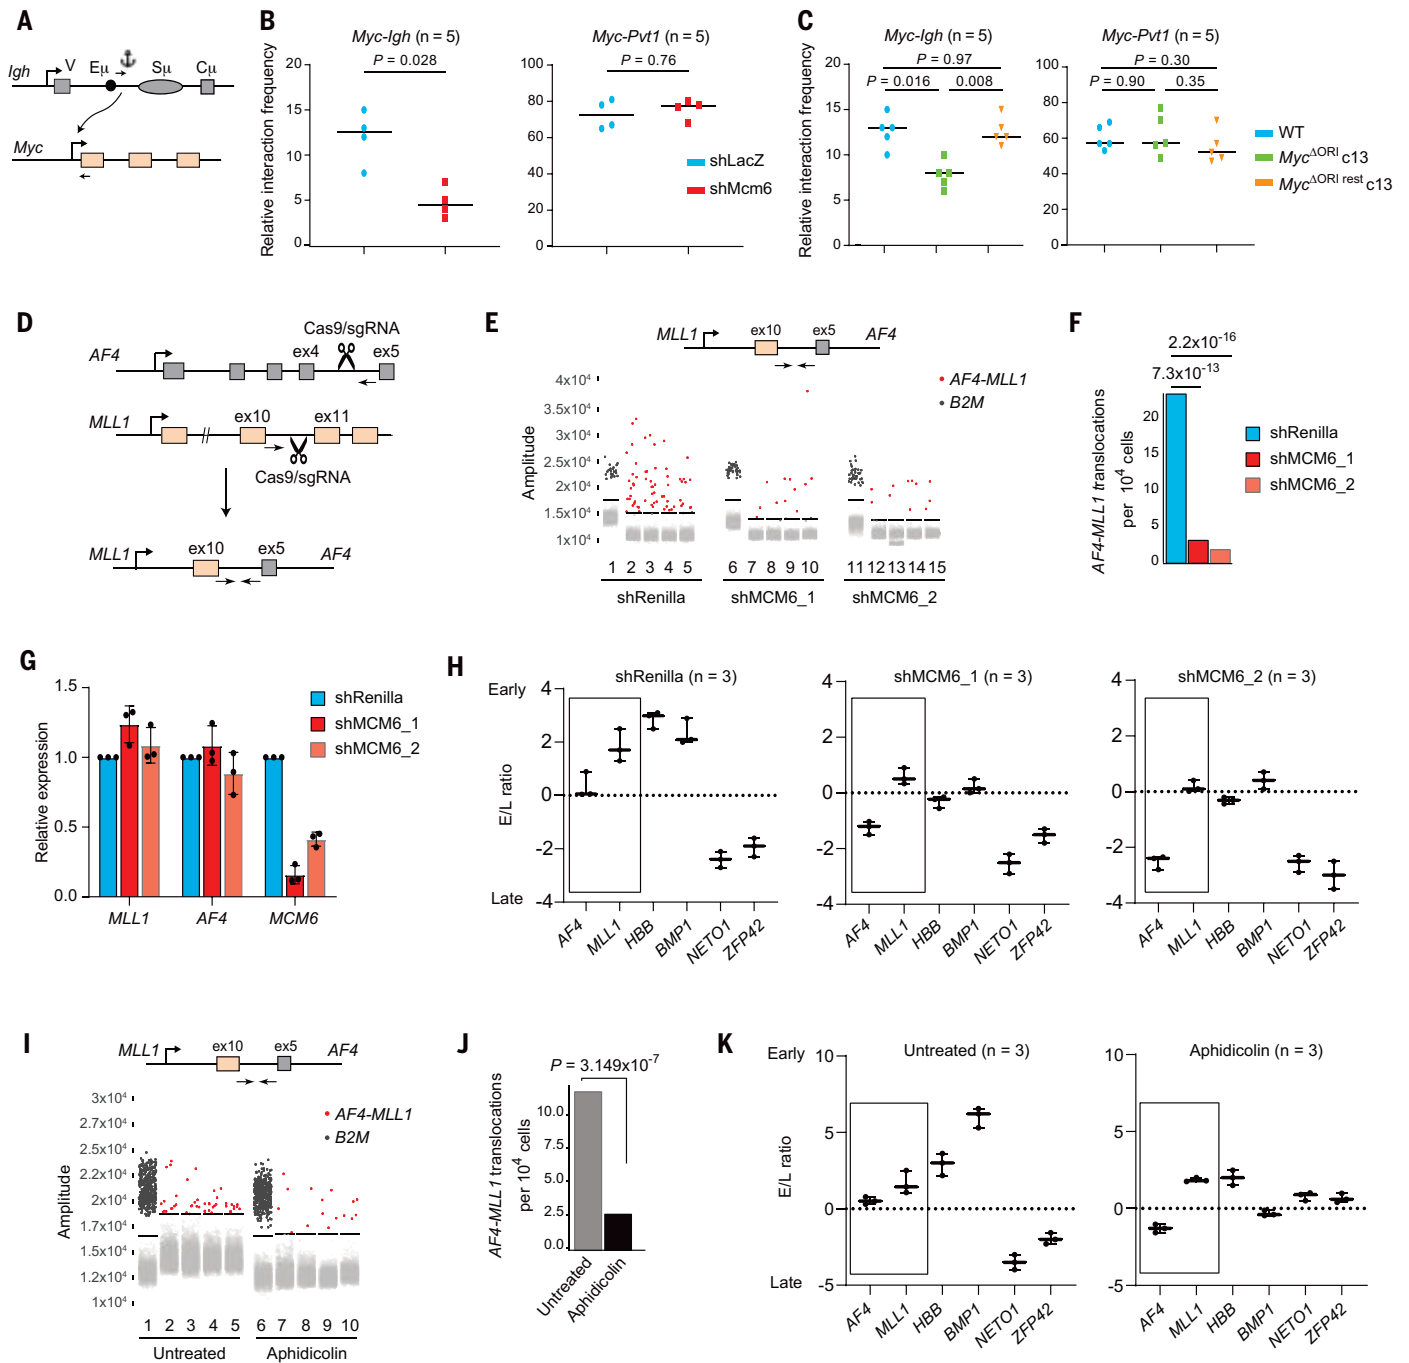 A
Igh
V
Eμ
Sμ
Cμ
Myc
B
Myc-Igh (n = 5)
P = 0.028
Relative interaction frequency
20
15
10
5
0
Myc-Pvt1 (n = 5)
P = 0.76
100
80
60
40
20
0
shLacZ
shMcm6
C
Myc-Igh (n = 5)
P = 0.97
P = 0.016
0.008
Relative interaction frequency
20
15
10
5
0
Myc-Pvt1 (n = 5)
P = 0.30
P = 0.90
0.35
100
80
60
40
20
0
WT
Myc^ΔORI c13
Myc^ΔORI rest c13
D
Cas9/sgRNA
AF4
ex4
ex5
MLL1
ex10
ex11
Cas9/sgRNA
MLL1
ex10
ex5
AF4
E
MLL1
ex10
ex5
AF4
Amplitude
4x10⁴
3.5x10⁴
3x10⁴
2.5x10⁴
2x10⁴
1.5x10⁴
1x10⁴
AF4-MLL1
B2M
1 2 3 4 5
6 7 8 9 10
11 12 13 14 15
shRenilla
shMCM6_1
shMCM6_2
F
2.2x10⁻¹⁶
7.3x10⁻¹³
AF4-MLL1 translocations
per 10⁴ cells
20
15
10
5
0
shRenilla
shMCM6_1
shMCM6_2
G
Relative expression
1.5
1.0
0.5
0.0
MLL1
AF4
MCM6
shRenilla
shMCM6_1
shMCM6_2
H
shRenilla (n = 3)
Early
E/L ratio
Late
4
2
0
-2
-4
AF4
MLL1
HBB
BMP1
NETO1
ZFP42
shMCM6_1 (n = 3)
4
2
0
-2
-4
AF4
MLL1
HBB
BMP1
NETO1
ZFP42
shMCM6_2 (n = 3)
4
2
0
-2
-4
AF4
MLL1
HBB
BMP1
NETO1
ZFP42
I
MLL1
ex10
ex5
AF4
Amplitude
3x10⁴
2.7x10⁴
2.5x10⁴
2.2x10⁴
2x10⁴
1.7x10⁴
1.5x10⁴
1.2x10⁴
1x10⁴
AF4-MLL1
B2M
1 2 3 4 5
6 7 8 9 10
Untreated
Aphidicolin
J
P = 3.149x10⁻⁷
AF4-MLL1 translocations
per 10⁴ cells
10.0
7.5
5.0
2.5
0.0
Untreated
Aphidicolin
K
Untreated (n = 3)
Early
E/L ratio
Late
10
5
0
-5
AF4
MLL1
HBB
BMP1
NETO1
ZFP42
Aphidicolin (n = 3)
10
5
0
-5
AF4
MLL1
HBB
BMP1
NETO1
ZFP42